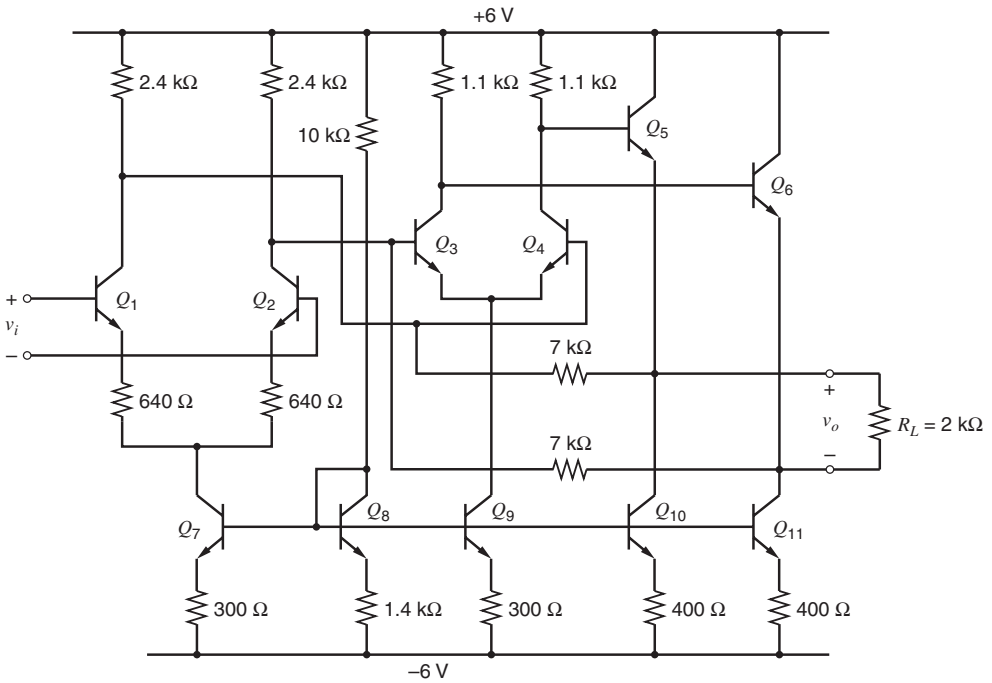 +6 V
2.4 kΩ
2.4 kΩ
1.1 kΩ
1.1 kΩ
10 kΩ
Q5
Q6
Q3
Q4
+
Q1
Q2
vi
–
7 kΩ
640 Ω
640 Ω
+
vo
RL = 2 kΩ
7 kΩ
–
Q7
Q8
Q9
Q10
Q11
300 Ω
1.4 kΩ
300 Ω
400 Ω
400 Ω
–6 V